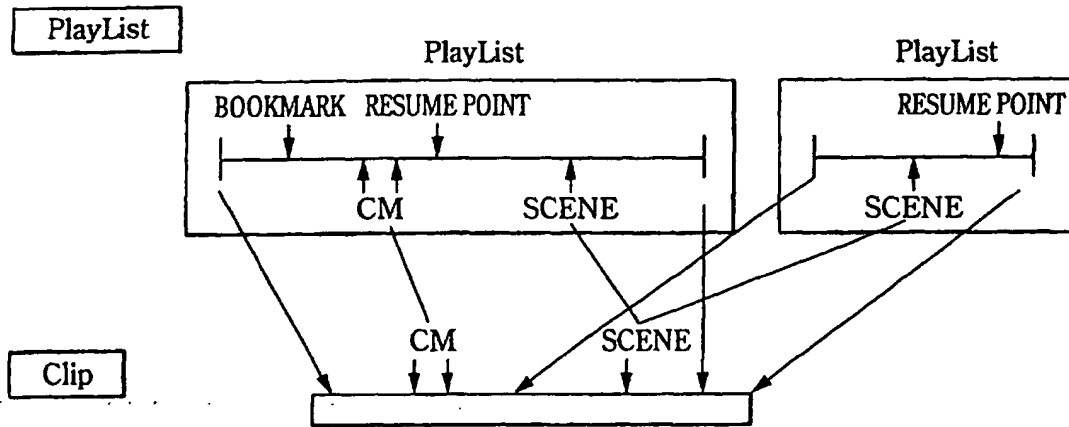 PlayList
PlayList
PlayList
BOOKMARK
RESUME POINT
RESUME POINT
CM
SCENE
SCENE
CM
SCENE
Clip